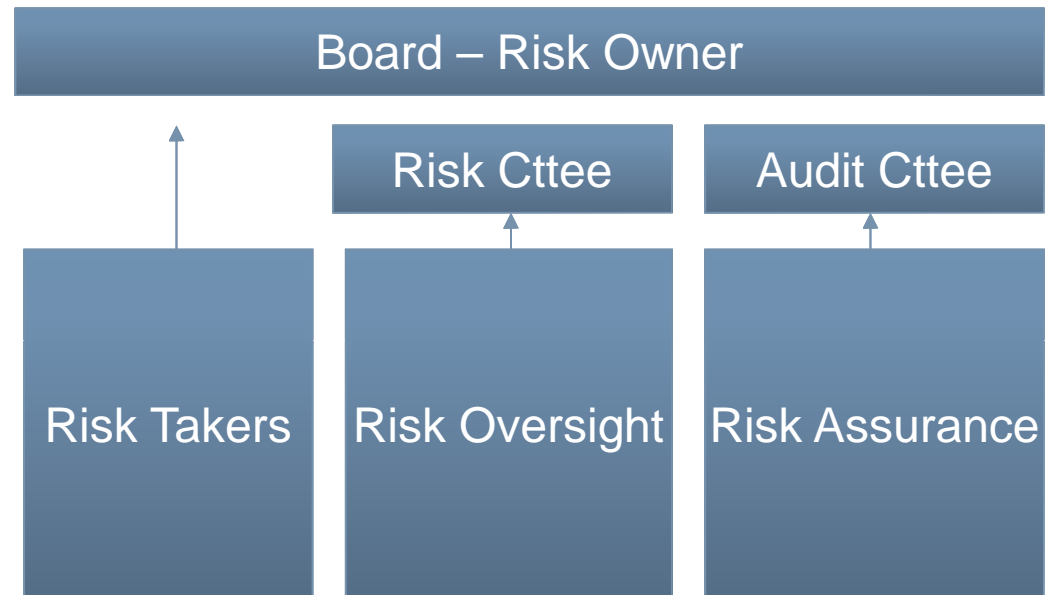 Board – Risk Owner
Risk Cttee
Audit Cttee
Risk Takers
Risk Oversight
Risk Assurance